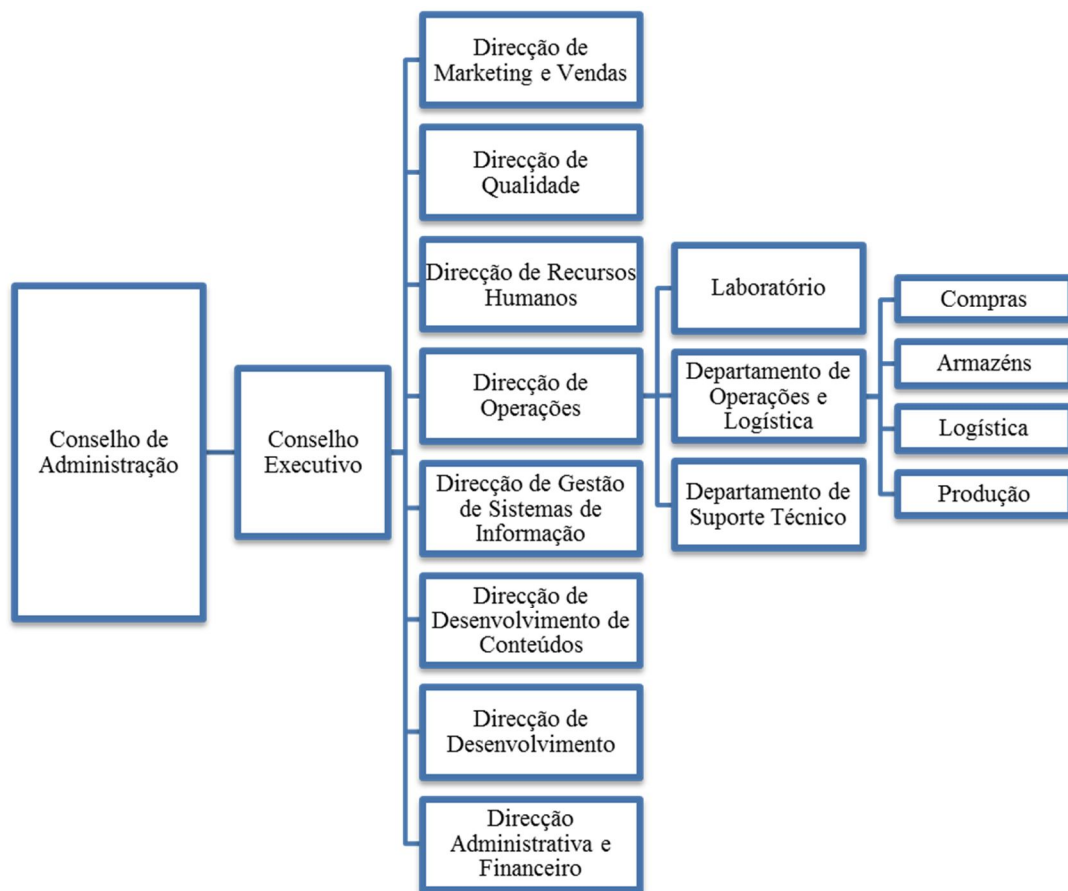 Conselho de
Administração
Conselho
Executivo
Direcção de
Marketing e Vendas
Direcção de
Qualidade
Direcção de Recursos
Humanos
Direcção de
Operações
Direcção de Gestão
de Sistemas de
Informação
Direcção de
Desenvolvimento de
Conteúdos
Direcção de
Desenvolvimento
Direcção
Administrativa e
Financeiro
Laboratório
Departamento de
Operações e
Logística
Departamento de
Suporte Técnico
Compras
Armazéns
Logística
Produção